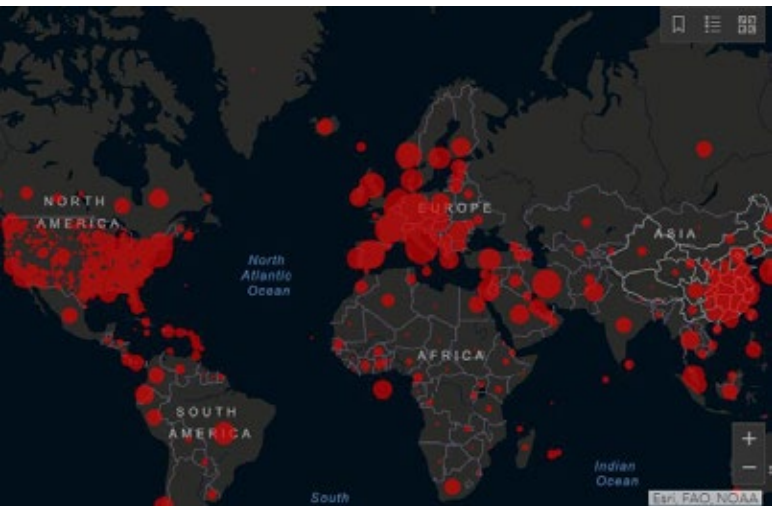 NORTH
AMERICA
EUROPE
ASIA
North
Atlantic
Ocean
AFRICA
SOUTH
AMERICA
Indian
Ocean
South
+
−
Esri, FAO, NOAA